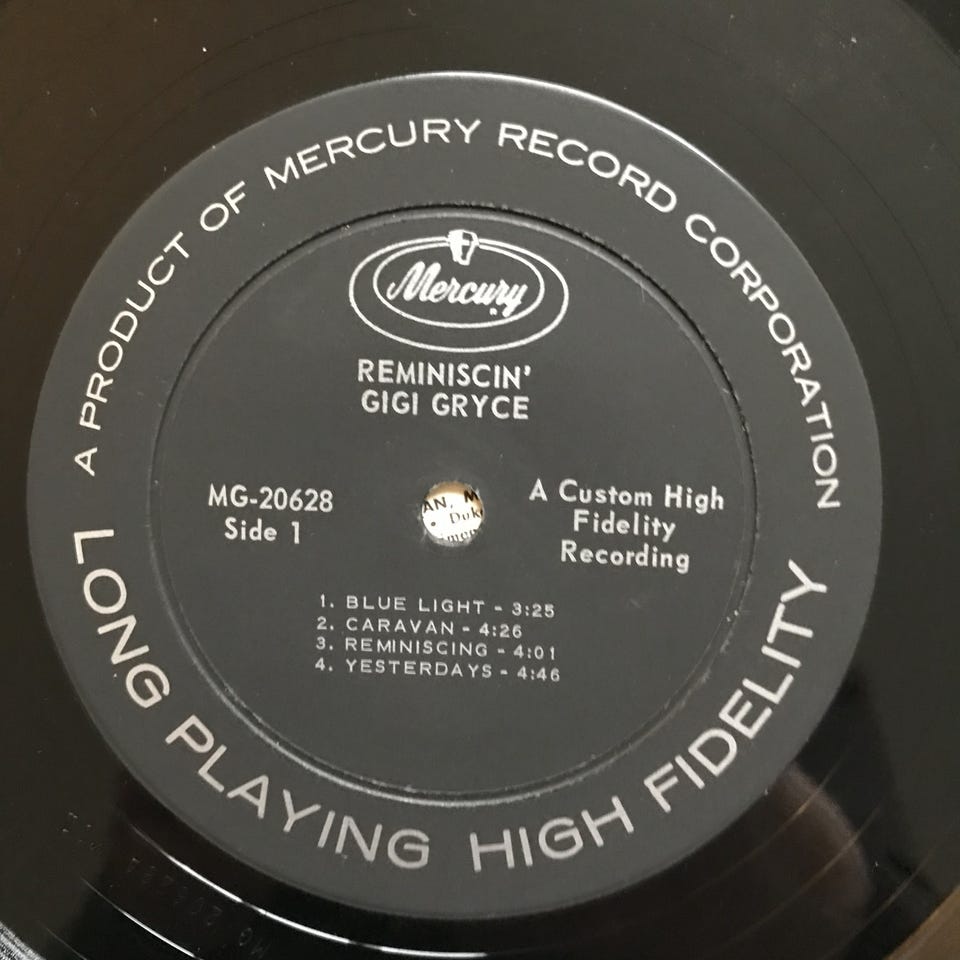 A PRODUCT OF MERCURY RECORD CORPORATION
Mercury
REMINISCIN'
GIGI GRYCE
MG-20628
Side 1
A Custom High
Fidelity
Recording
AN, M
Duk
1. BLUE LIGHT - 3:25
2. CARAVAN - 4:26
3. REMINISCING - 4:01
4. YESTERDAYS - 4:46
LONG PLAYING HIGH FIDELITY